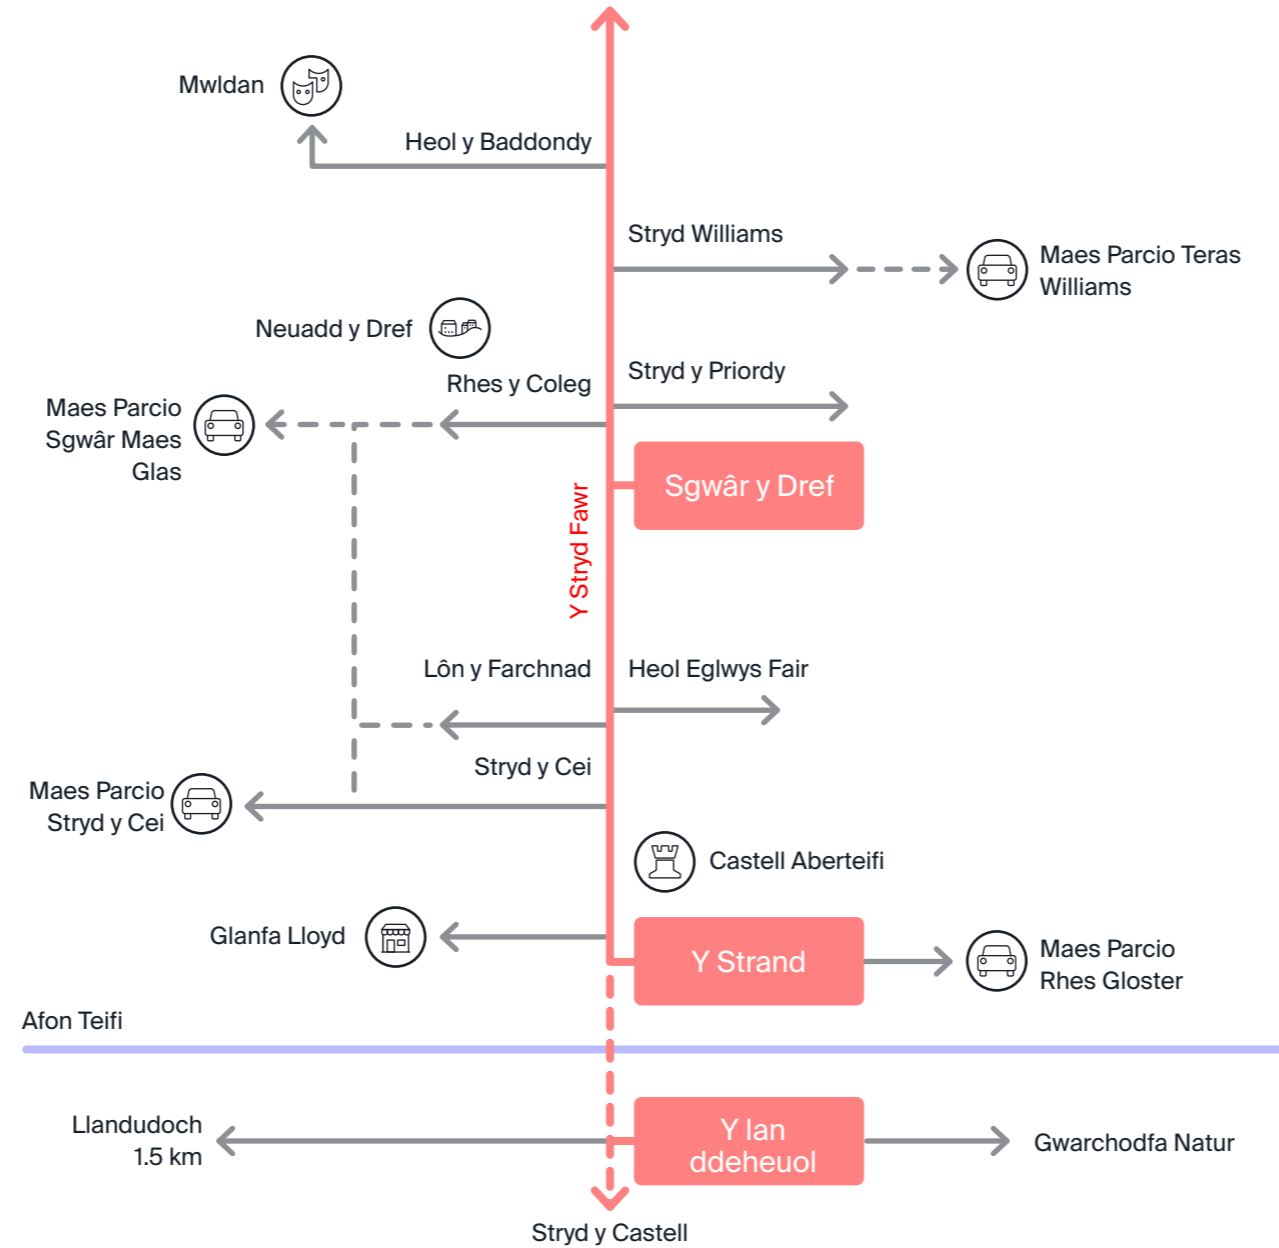 Mwldan
Heol y Baddondy
Stryd Williams
Maes Parcio Teras
Williams
Neuadd y Dref
Rhes y Coleg
Stryd y Priordy
Maes Parcio
Sgwâr Maes
Glas
Sgwâr y Dref
Y Stryd Fawr
Lôn y Farchnad
Heol Eglwys Fair
Stryd y Cei
Maes Parcio
Stryd y Cei
Castell Aberteifi
Glanfa Lloyd
Y Strand
Maes Parcio
Rhes Gloster
Afon Teifi
Llandudoch
1.5 km
Y lan
ddeheuol
Gwarchodfa Natur
Stryd y Castell